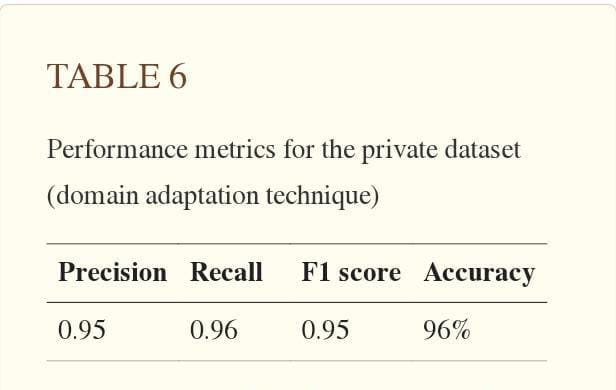 TABLE 6
Performance metrics for the private dataset
(domain adaptation technique)
Precision Recall F1 score Accuracy
0.95 0.96 0.95 96%